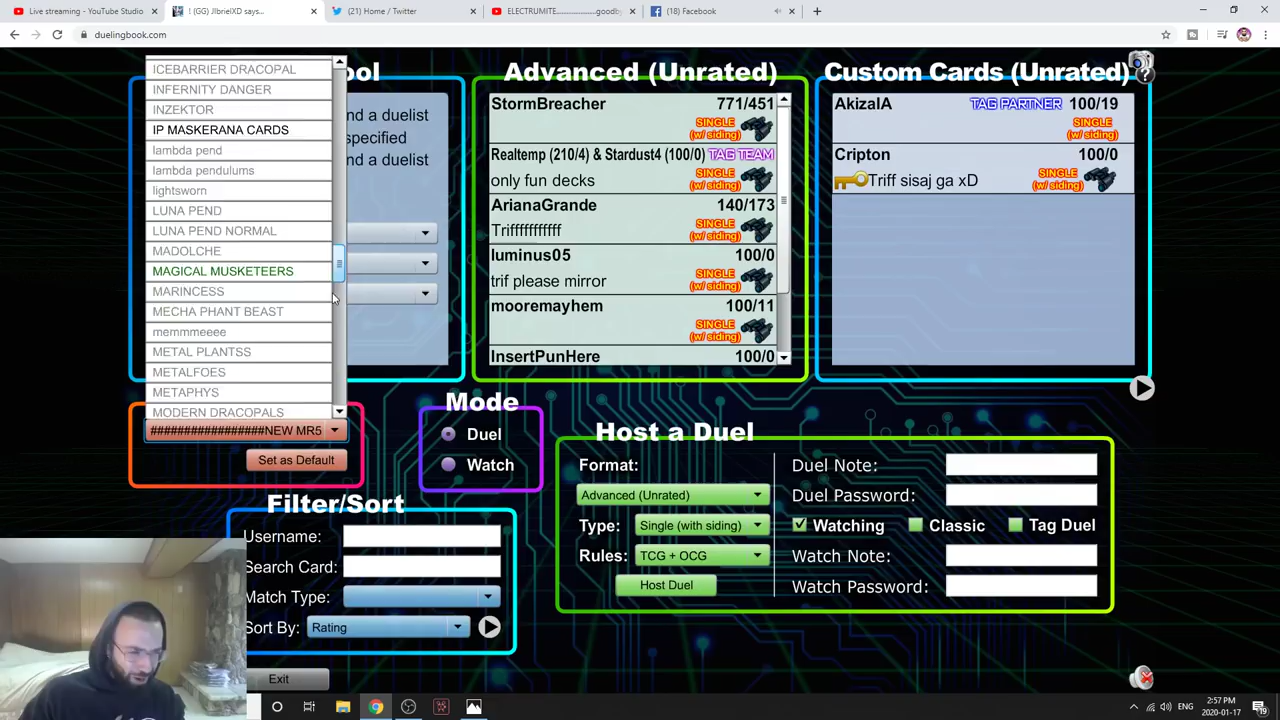 Live streaming - YouTube Studio
! (GG) JlbrielXD says...
(21) Home / Twitter
ELECTRUMITE...............goodb
(18) Facebook
duelingbook.com
ool
Advanced (Unrated)
Custom Cards (Unrated)
ICEBARRIER DRACOPAL
INFERNITY DANGER
INZEKTOR
IP MASKERANA CARDS
lambda pend
lambda pendulums
lightsworn
LUNA PEND
LUNA PEND NORMAL
MADOLCHE
MAGICAL MUSKETEERS
MARINCESS
MECHA PHANT BEAST
memmmeeee
METAL PLANTSS
METALFOES
METAPHYS
MODERN DRACOPALS
#################NEW MR5
Set as Default
nd a duelist
specified
nd a duelist
StormBreacher 771/451
SINGLE
(w/ siding)
Realtemp (210/4) & Stardust4 (100/0) TAG TEAM
only fun decks
SINGLE
(w/ siding)
ArianaGrande 140/173
Trifffffffffff
SINGLE
(w/ siding)
luminus05 100/0
trif please mirror
SINGLE
(w/ siding)
mooremayhem 100/11
SINGLE
(w/ siding)
InsertPunHere 100/0
AkizaIA TAG PARTNER 100/19
SINGLE
(w/ siding)
Cripton 100/0
Triff sisaj ga xD
SINGLE
(w/ siding)
?
Mode
Duel
Watch
Host a Duel
Format:
Advanced (Unrated)
Type: Single (with siding)
Rules: TCG + OCG
Host Duel
Duel Note:
Duel Password:
Watching Classic Tag Duel
Watch Note:
Watch Password:
Filter/Sort
Username:
Search Card:
Match Type:
Sort By: Rating
Exit
ENG
2:57 PM
2020-01-17
19